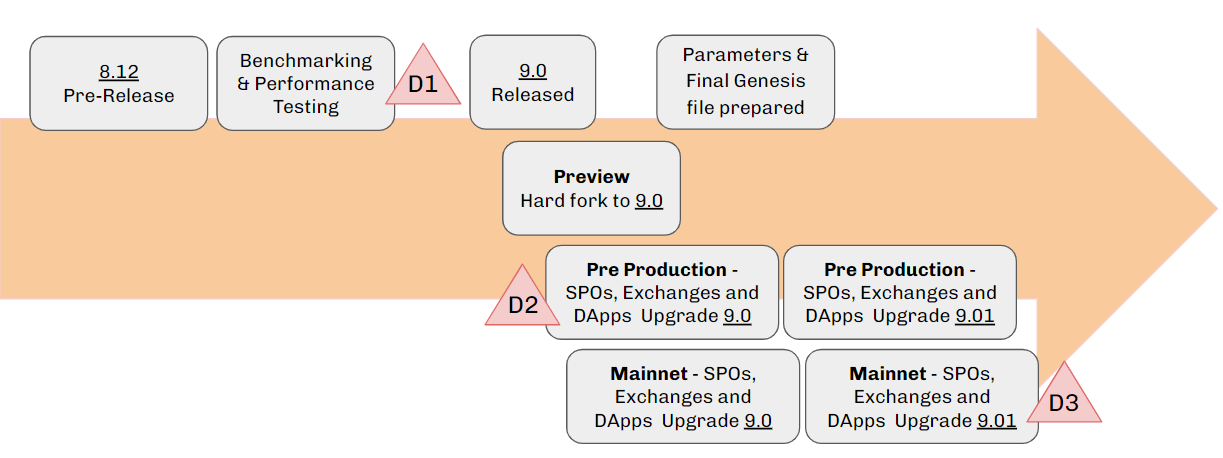 8.12
Pre-Release
Benchmarking
& Performance
Testing
D1
9.0
Released
Parameters &
Final Genesis
file prepared
Preview
Hard fork to 9.0
D2
Pre Production -
SPOs, Exchanges and
DApps Upgrade 9.0
Pre Production -
SPOs, Exchanges and
DApps Upgrade 9.01
Mainnet - SPOs,
Exchanges and
DApps Upgrade 9.0
Mainnet - SPOs,
Exchanges and
DApps Upgrade 9.01
D3